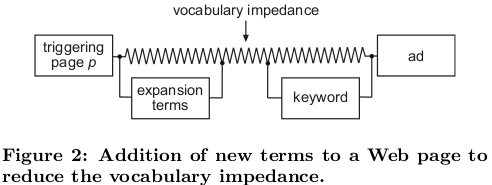 vocabulary impedance
triggering
page p
ad
expansion
terms
keyword
Figure 2: Addition of new terms to a Web page to
reduce the vocabulary impedance.